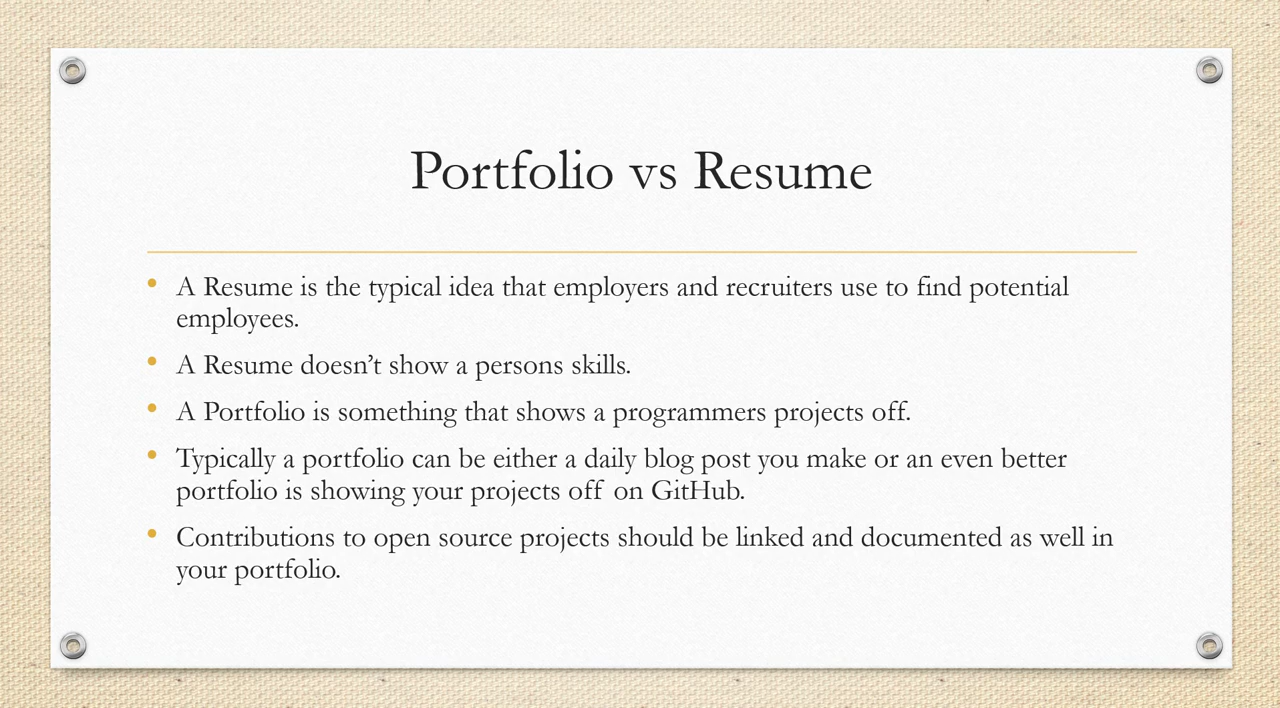 Portfolio vs Resume
• A Resume is the typical idea that employers and recruiters use to find potential
employees.
• A Resume doesn’t show a persons skills.
• A Portfolio is something that shows a programmers projects off.
• Typically a portfolio can be either a daily blog post you make or an even better
portfolio is showing your projects off on GitHub.
• Contributions to open source projects should be linked and documented as well in
your portfolio.